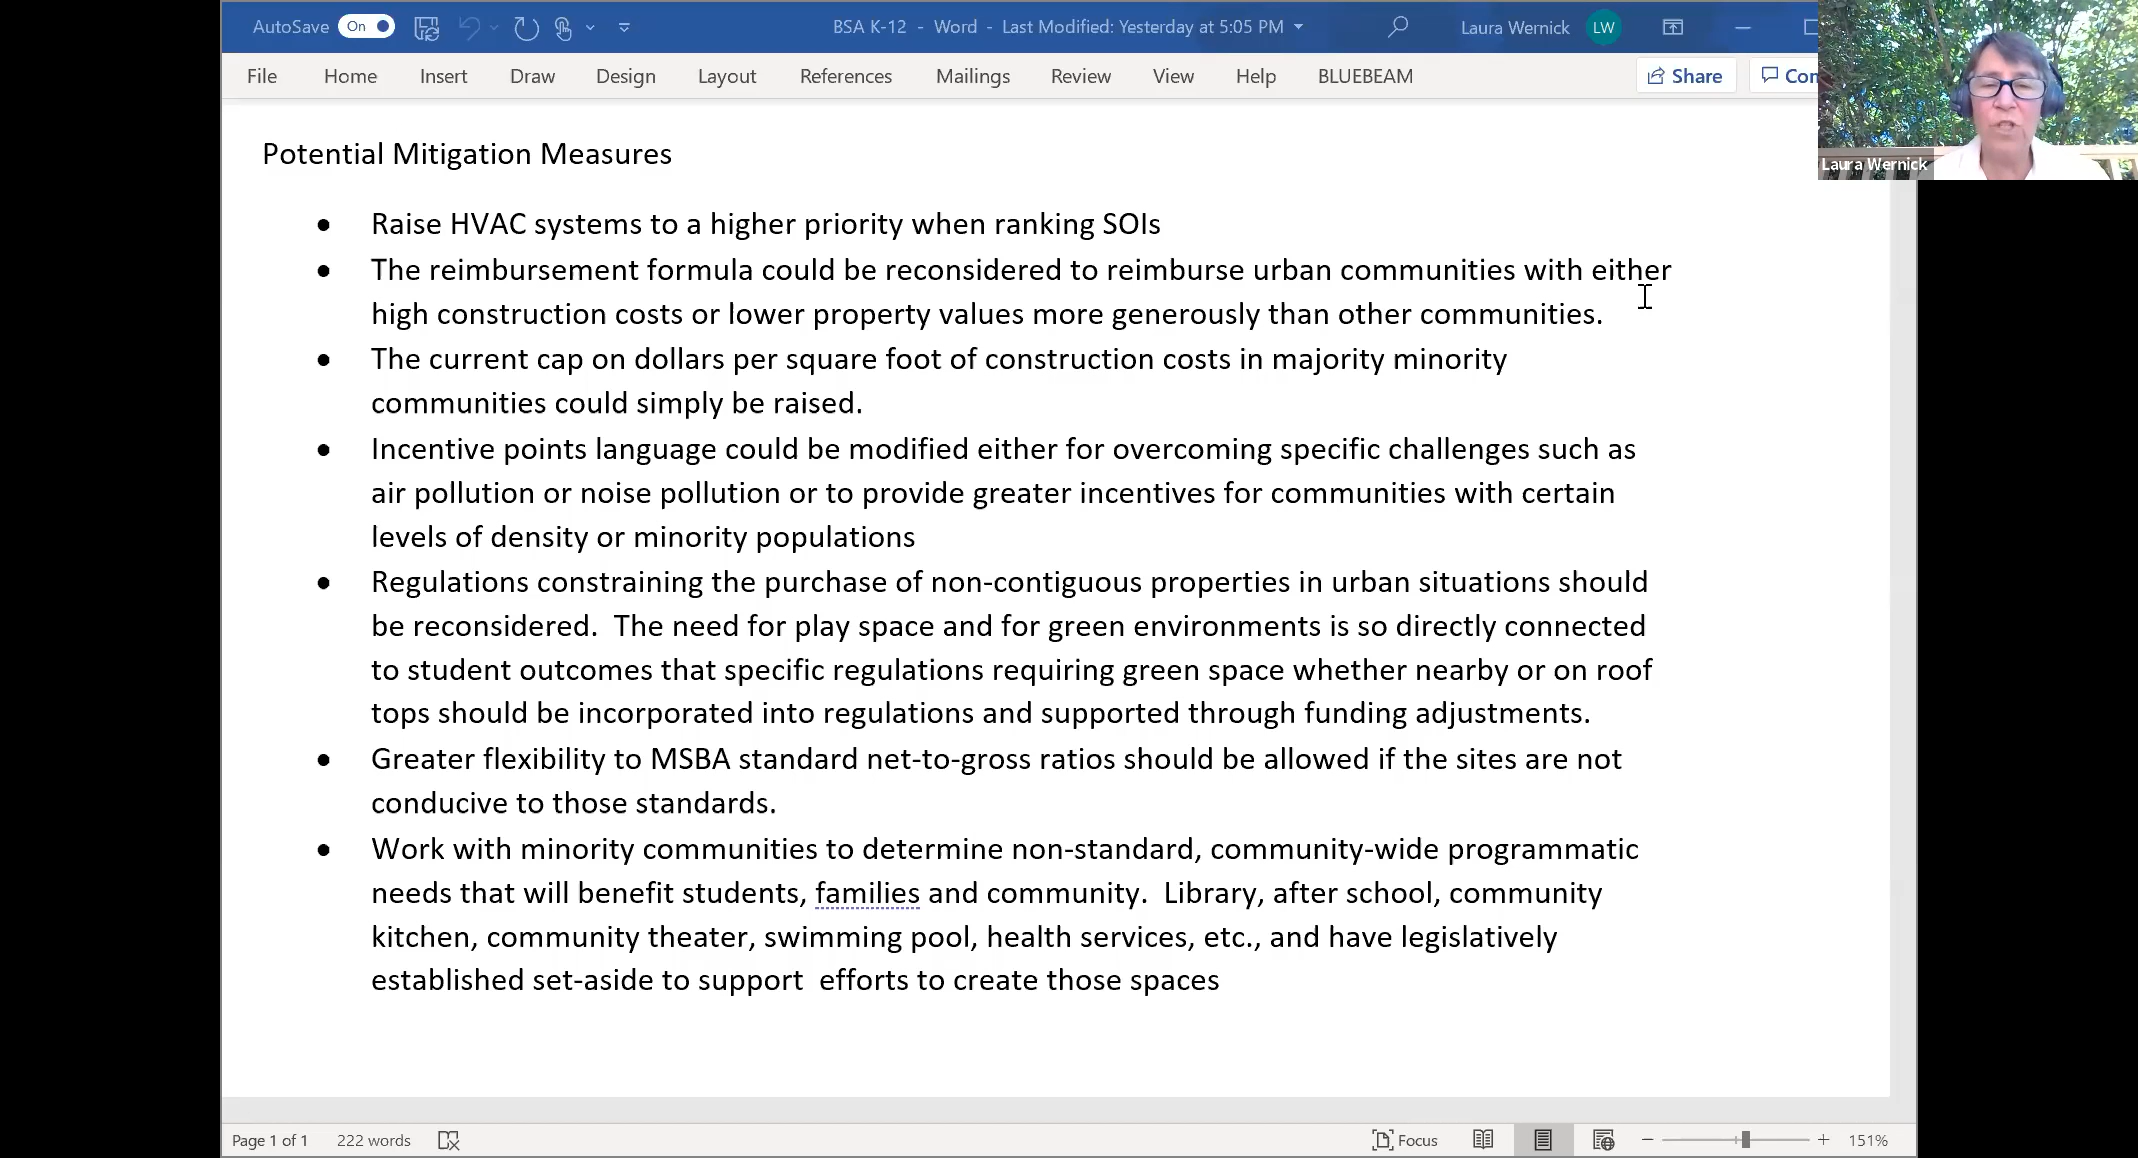 AutoSave On BSA K-12 - Word - Last Modified: Yesterday at 5:05 PM Laura Wernick LW
File Home Insert Draw Design Layout References Mailings Review View Help BLUEBEAM Share
Laura Wernick
Potential Mitigation Measures
• Raise HVAC systems to a higher priority when ranking SOIs
• The reimbursement formula could be reconsidered to reimburse urban communities with either
high construction costs or lower property values more generously than other communities.
• The current cap on dollars per square foot of construction costs in majority minority
communities could simply be raised.
• Incentive points language could be modified either for overcoming specific challenges such as
air pollution or noise pollution or to provide greater incentives for communities with certain
levels of density or minority populations
• Regulations constraining the purchase of non-contiguous properties in urban situations should
be reconsidered.  The need for play space and for green environments is so directly connected
to student outcomes that specific regulations requiring green space whether nearby or on roof
tops should be incorporated into regulations and supported through funding adjustments.
• Greater flexibility to MSBA standard net-to-gross ratios should be allowed if the sites are not
conducive to those standards.
• Work with minority communities to determine non-standard, community-wide programmatic
needs that will benefit students, families and community.  Library, after school, community
kitchen, community theater, swimming pool, health services, etc., and have legislatively
established set-aside to support  efforts to create those spaces
Page 1 of 1 222 words Focus 151%